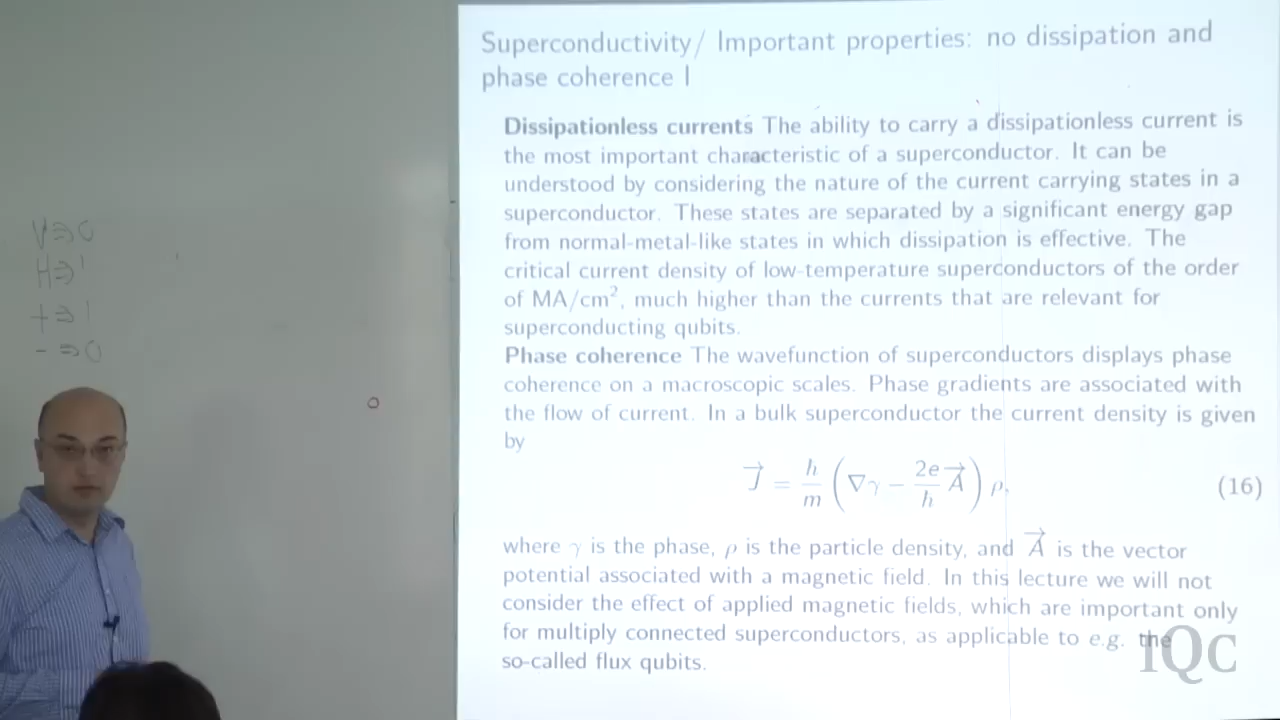 V⇒0
H⇒1
+⇒1
-⇒0
Superconductivity/ Important properties: no dissipation and
phase coherence I
Dissipationless currents The ability to carry a dissipationless current is
the most important characteristic of a superconductor. It can be
understood by considering the nature of the current carrying states in a
superconductor. These states are separated by a significant energy gap
from normal-metal-like states in which dissipation is effective. The
critical current density of low-temperature superconductors of the order
of MA/cm², much higher than the currents that are relevant for
superconducting qubits.
Phase coherence The wavefunction of superconductors displays phase
coherence on a macroscopic scales. Phase gradients are associated with
the flow of current. In a bulk superconductor the current density is given
by
J⃗ = ℏ/m (∇γ − 2e/ℏ A⃗) ρ, (16)
where γ is the phase, ρ is the particle density, and A⃗ is the vector
potential associated with a magnetic field. In this lecture we will not
consider the effect of applied magnetic fields, which are important only
for multiply connected superconductors, as applicable to e.g. the
so-called flux qubits.
IQC